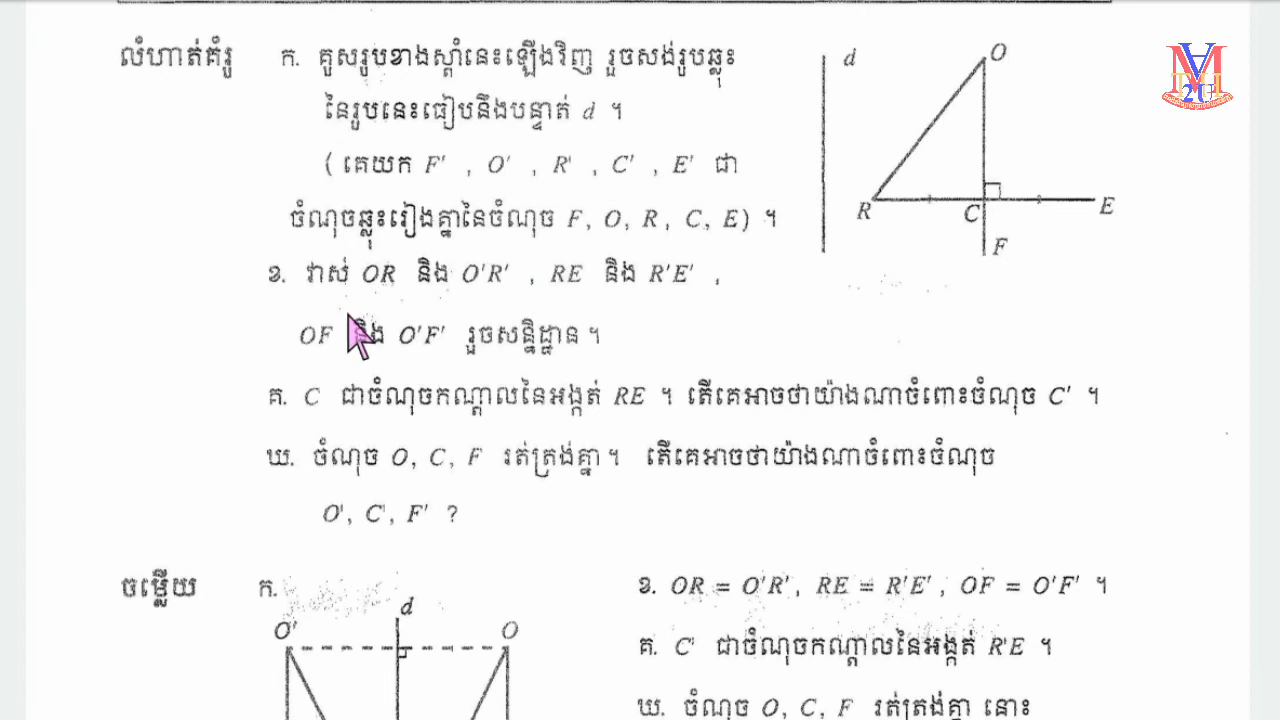 លំហាត់គំរូ ក. គូសរូបខាងស្តាំនេះឡើងវិញ រួចសង់រូបឆ្លុះ
នៃរូបនេះធៀបនឹងបន្ទាត់ d ។
( គេយក F' , O' , R' , C' , E' ជា
ចំណុចឆ្លុះរៀងគ្នានៃចំណុច F, O, R, C, E) ។
d
O
R
C
E
F
ខ. វាស់ OR និង O'R' , RE និង R'E' ,
OF និង O'F' រួចសន្និដ្ឋាន ។
គ. C ជាចំណុចកណ្តាលនៃអង្កត់ RE ។ តើគេអាចថាយ៉ាងណាចំពោះចំណុច C' ។
ឃ. ចំណុច O, C, F រត់ត្រង់គ្នា ។ តើគេអាចថាយ៉ាងណាចំពោះចំណុច
O', C', F' ?
ចម្លើយ ក.
d
O'
O
ខ. OR = O'R', RE = R'E', OF = O'F' ។
គ. C' ជាចំណុចកណ្តាលនៃអង្កត់ R'E ។
ឃ. ចំណុច O, C, F រត់ត្រង់គ្នា នោះ